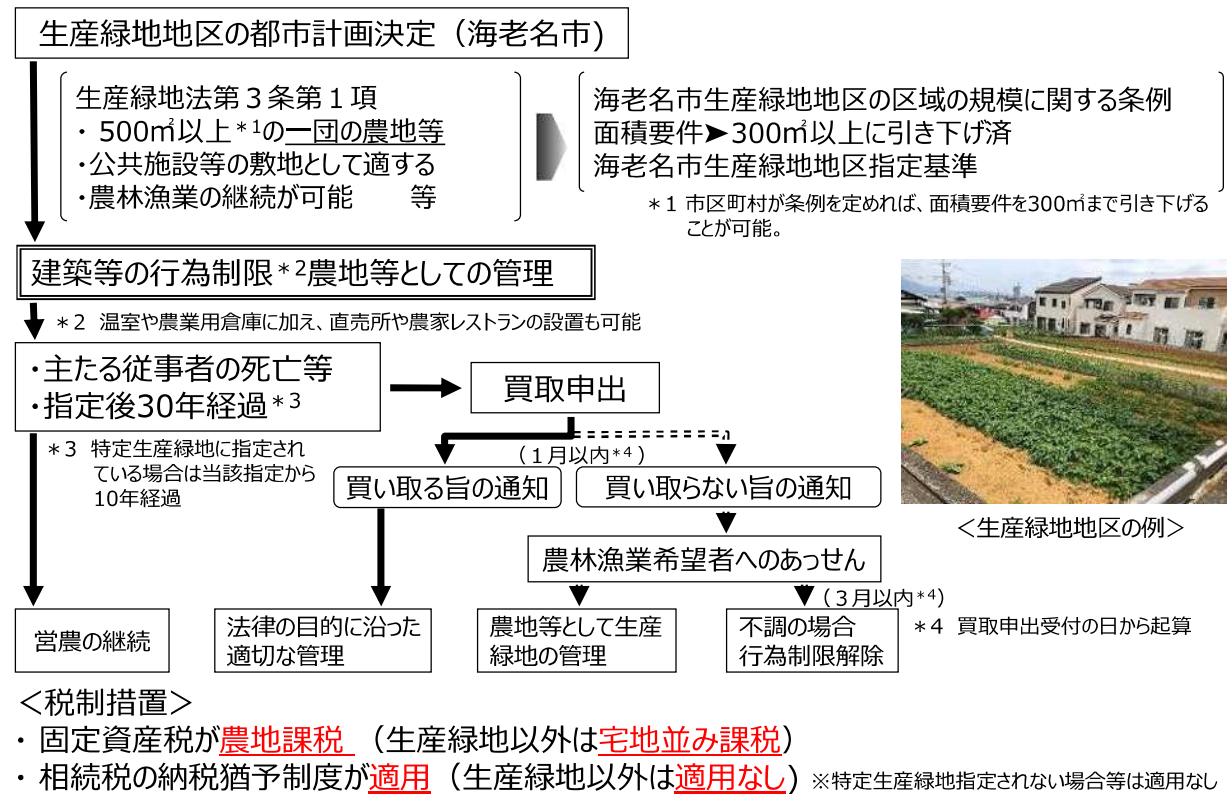 生産緑地地区の都市計画決定（海老名市)
生産緑地法第３条第１項
・ 500㎡以上＊1の一団の農地等
・公共施設等の敷地として適する
・農林漁業の継続が可能　　等
海老名市生産緑地地区の区域の規模に関する条例
面積要件➤300㎡以上に引き下げ済
海老名市生産緑地地区指定基準
＊1 市区町村が条例を定めれば、面積要件を300㎡まで引き下げる
ことが可能。
建築等の行為制限＊2農地等としての管理
＊2 温室や農業用倉庫に加え、直売所や農家レストランの設置も可能
・主たる従事者の死亡等
・指定後30年経過＊3
買取申出
＊3 特定生産緑地に指定され
ている場合は当該指定から
10年経過
（１月以内＊4）
買い取る旨の通知
買い取らない旨の通知
＜生産緑地地区の例＞
農林漁業希望者へのあっせん
（３月以内＊4）
営農の継続
法律の目的に沿った
適切な管理
農地等として生産
緑地の管理
不調の場合
行為制限解除
＊4 買取申出受付の日から起算
＜税制措置＞
・ 固定資産税が農地課税 （生産緑地以外は宅地並み課税）
・ 相続税の納税猶予制度が適用（生産緑地以外は適用なし) ※特定生産緑地指定されない場合等は適用なし